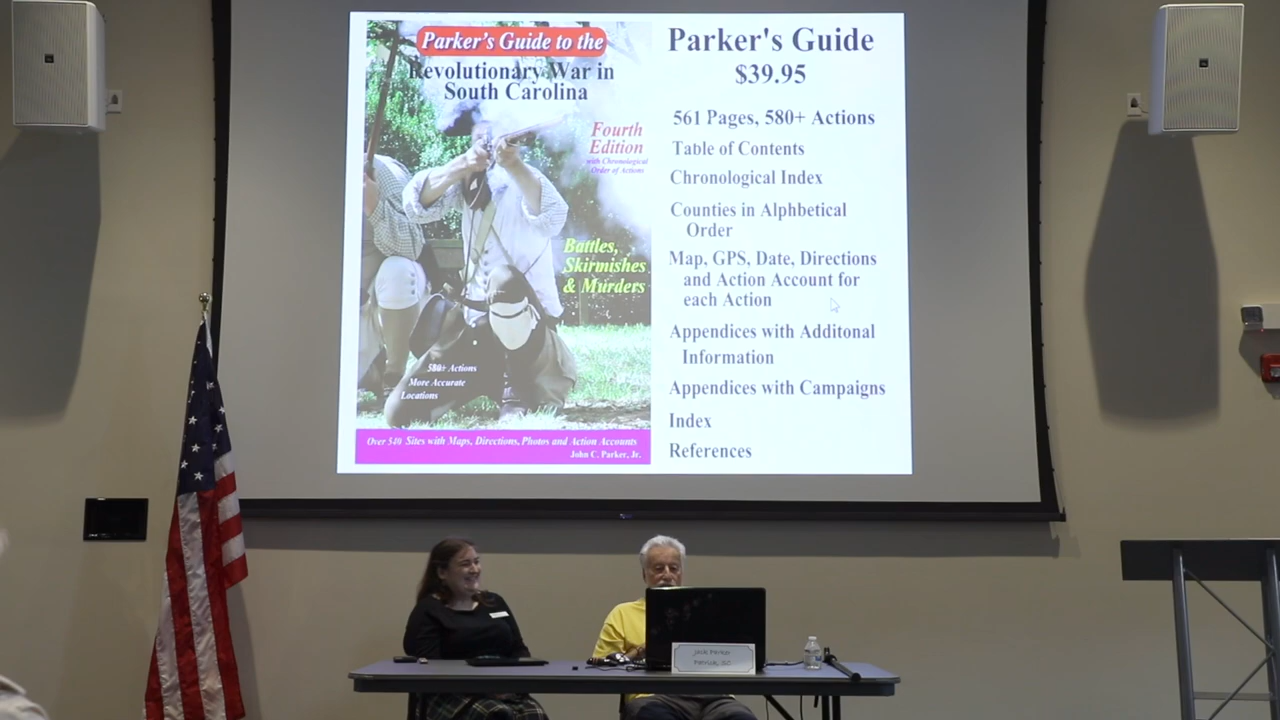 Parker's Guide to the
Revolutionary War in
South Carolina
Fourth
Edition
with Chronological
Order of Actions
Battles,
Skirmishes
& Murders
580+ Actions
More Accurate
Locations
Over 540 Sites with Maps, Directions, Photos and Action Accounts
John C. Parker, Jr.
Parker's Guide
$39.95
561 Pages, 580+ Actions
Table of Contents
Chronological Index
Counties in Alphbetical
Order
Map, GPS, Date, Directions
and Action Account for
each Action
Appendices with Additonal
Information
Appendices with Campaigns
Index
References
Jack Parker